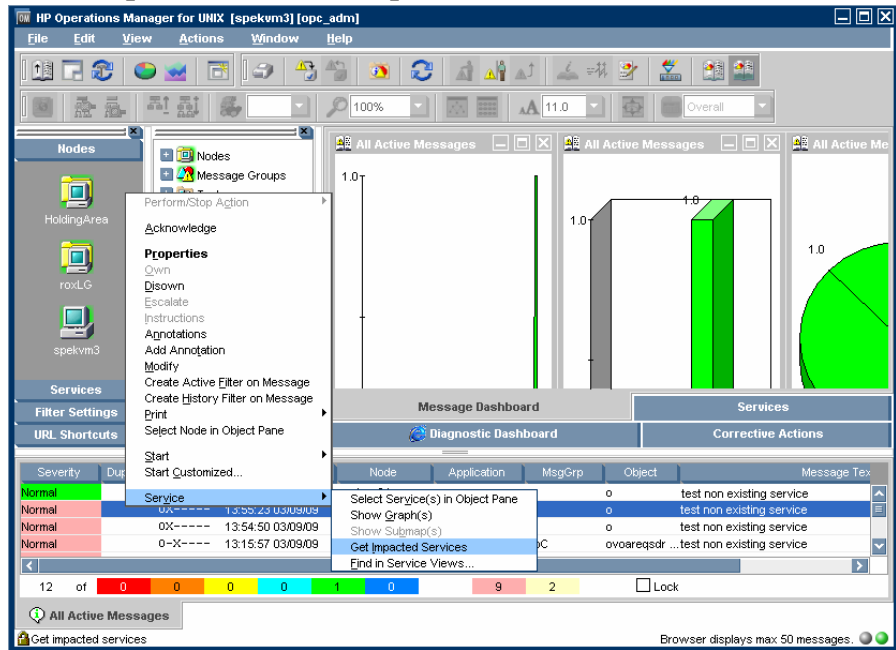 HP Operations Manager for UNIX [spekvm3] [opc_adm]
File Edit View Actions Window Help
100% 11.0 Overall
Nodes
HoldingArea
roxLG
spekvm3
Services
Filter Settings
URL Shortcuts
Nodes
Message Groups
All Active Messages
1.0
All Active Messages
1.0
1.0
All Active Me
1.0
Perform/Stop Action
Acknowledge
Properties
Own
Disown
Escalate
Instructions
Annotations
Add Annotation
Modify
Create Active Filter on Message
Create History Filter on Message
Print
Select Node in Object Pane
Start
Start Customized...
Service
Select Service(s) in Object Pane
Show Graph(s)
Show Submap(s)
Get Impacted Services
Find in Service Views...
Message Dashboard
Services
Diagnostic Dashboard
Corrective Actions
Severity Dup Node Application MsgGrp Object Message Tex
Normal o test non existing service
Normal 0X----- 13:55:23 03/09/09 o test non existing service
Normal 0X----- 13:54:50 03/09/09 o test non existing service
Normal 0-X---- 13:15:57 03/09/09 oC ovoareqsdr ... test non existing service
12 of 0 0 0 0 1 0 9 2 Lock
All Active Messages
Get impacted services
Browser displays max 50 messages.